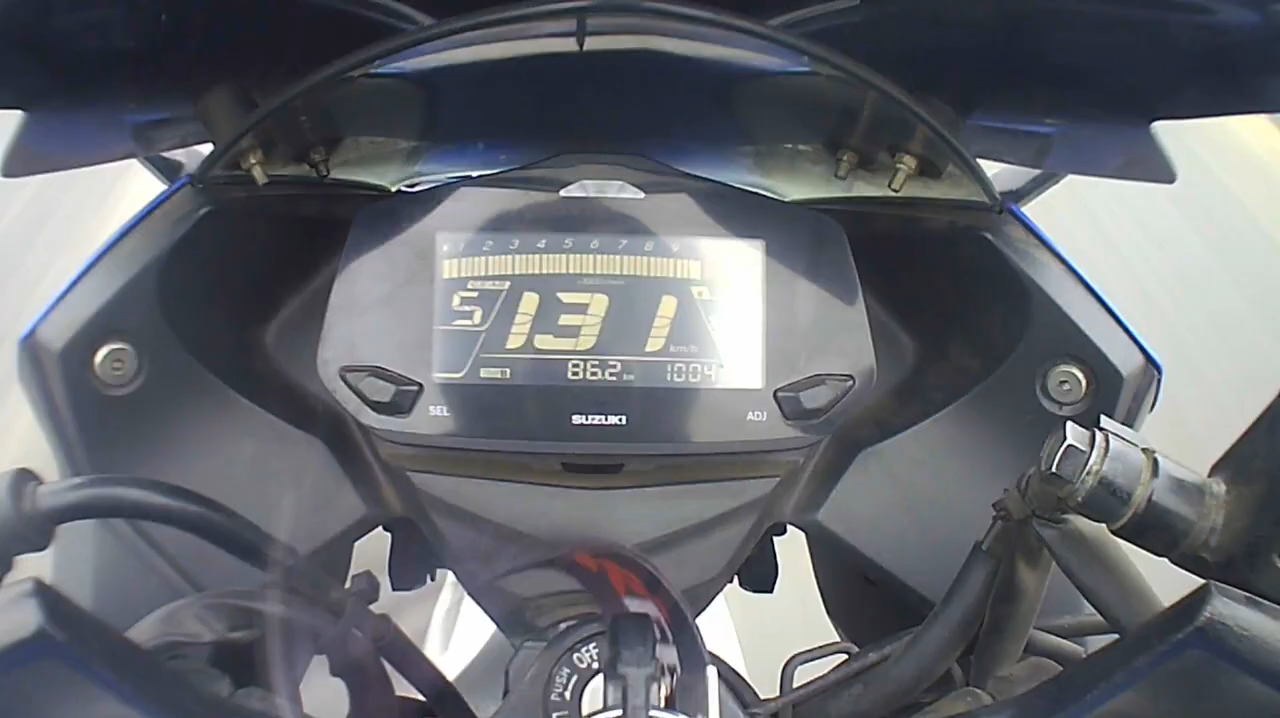 1 2 3 4 5 6 7 8 9
5 131
km/h
86.2 km 1004
SEL ADJ
SUZUKI
OFF
PUSH